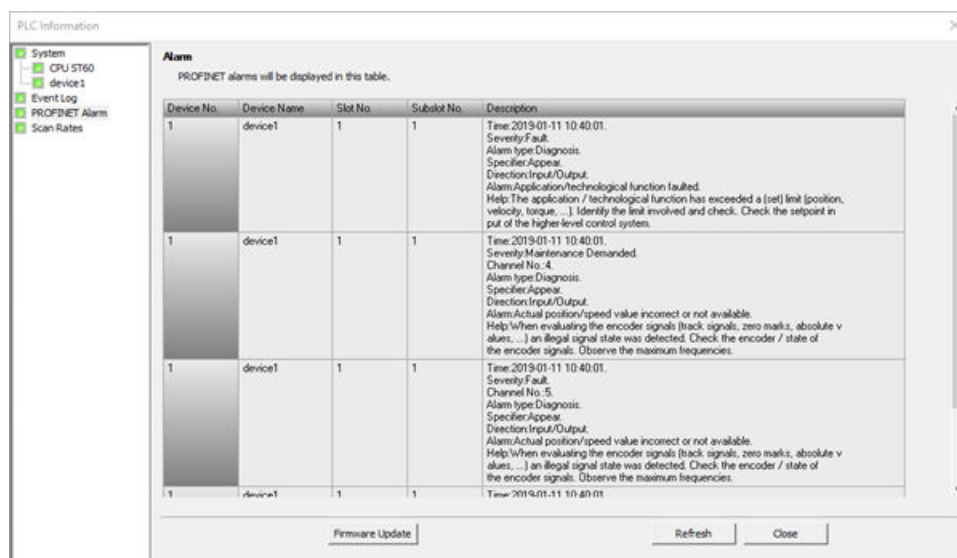 PLC Information
System
CPU ST60
device1
Event Log
PROFINET Alarm
Scan Rates
Alarm
PROFINET alarms will be displayed in this table.
Device No. Device Name Slot No. Subslot No. Description
1 device1 1 1 Time:2019-01-11 10:40:01.
Severity:Fault.
Alarm type:Diagnosis.
Specifier:Appear.
Direction:Input/Output.
Alarm:Application/technological function faulted.
Help:The application / technological function has exceeded a (set) limit (position,
velocity, torque, ...). Identify the limit involved and check. Check the setpoint in
put of the higher-level control system.
1 device1 1 1 Time:2019-01-11 10:40:01.
Severity:Maintenance Demanded.
Channel No.:4.
Alarm type:Diagnosis.
Specifier:Appear.
Direction:Input/Output.
Alarm:Actual position/speed value incorrect or not available.
Help:When evaluating the encoder signals (track signals, zero marks, absolute v
alues, ...) an illegal signal state was detected. Check the encoder / state of
the encoder signals. Observe the maximum frequencies.
1 device1 1 1 Time:2019-01-11 10:40:01.
Severity:Fault.
Channel No.:5.
Alarm type:Diagnosis.
Specifier:Appear.
Direction:Input/Output.
Alarm:Actual position/speed value incorrect or not available.
Help:When evaluating the encoder signals (track signals, zero marks, absolute v
alues, ...) an illegal signal state was detected. Check the encoder / state of
the encoder signals. Observe the maximum frequencies.
1 device1 1 1 Time:2019-01-11 10:40:01
Firmware Update Refresh Close